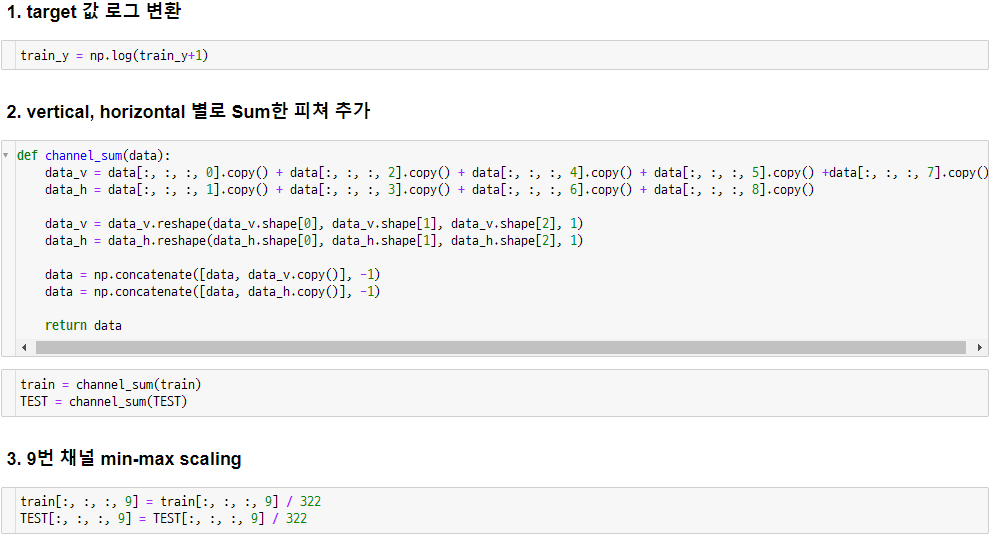 1. target 값 로그 변환
train_y = np.log(train_y+1)
2. vertical, horizontal 별로 Sum한 피쳐 추가
def channel_sum(data):
    data_v = data[:, :, :, 0].copy() + data[:, :, :, 2].copy() + data[:, :, :, 4].copy() + data[:, :, :, 5].copy() +data[:, :, :, 7].copy()
    data_h = data[:, :, :, 1].copy() + data[:, :, :, 3].copy() + data[:, :, :, 6].copy() + data[:, :, :, 8].copy()
    data_v = data_v.reshape(data_v.shape[0], data_v.shape[1], data_v.shape[2], 1)
    data_h = data_h.reshape(data_h.shape[0], data_h.shape[1], data_h.shape[2], 1)
    data = np.concatenate([data, data_v.copy()], -1)
    data = np.concatenate([data, data_h.copy()], -1)
    return data
train = channel_sum(train)
TEST = channel_sum(TEST)
3. 9번 채널 min-max scaling
train[:, :, :, 9] = train[:, :, :, 9] / 322
TEST[:, :, :, 9] = TEST[:, :, :, 9] / 322